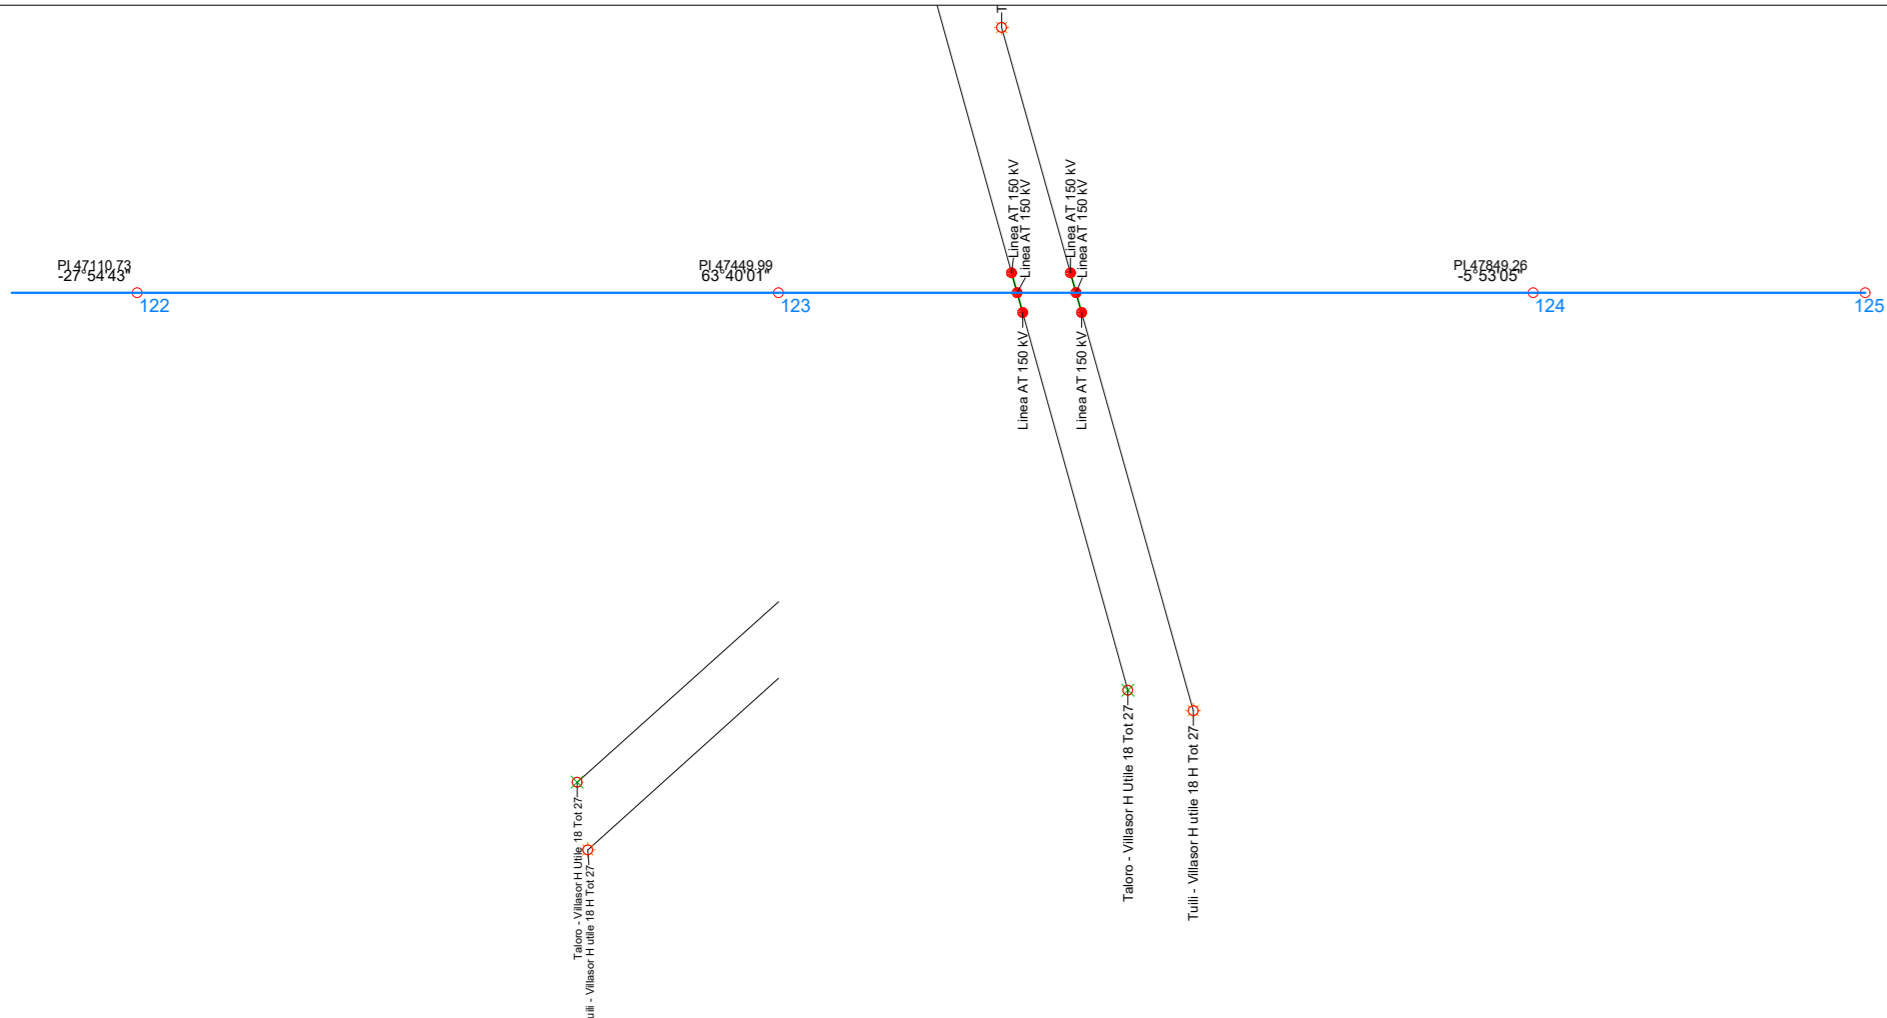 T
Linea AT 150 kV
Linea AT 150 kV
Linea AT 150 kV
Linea AT 150 kV
PI 47110.73
-27°54'43"
PI 47449.99
63°40'01"
PI 47849.26
-5°53'05"
122
123
124
125
Linea AT 150 kV
Linea AT 150 kV
Taloro - Villasor H Utile 18 Tot 27
Tuili - Villasor H utile 18 H Tot 27
Taloro - Villasor H Utile 18 Tot 27
uili - Villasor H utile 18 H Tot 27